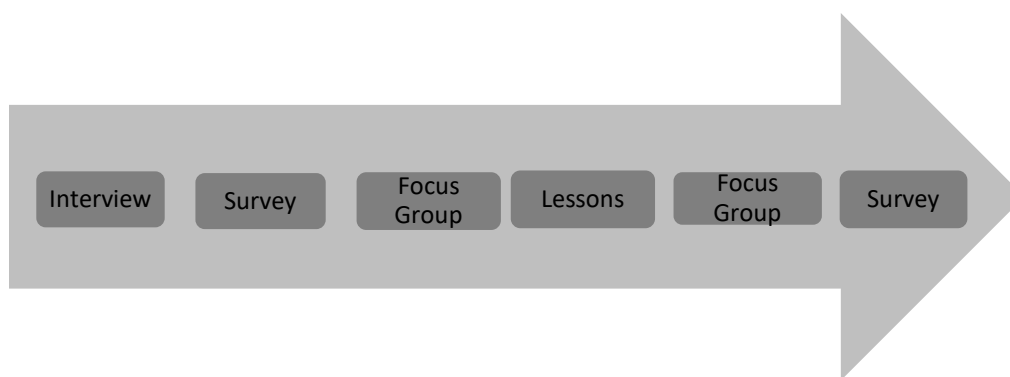 Interview
Survey
Focus
Group
Lessons
Focus
Group
Survey